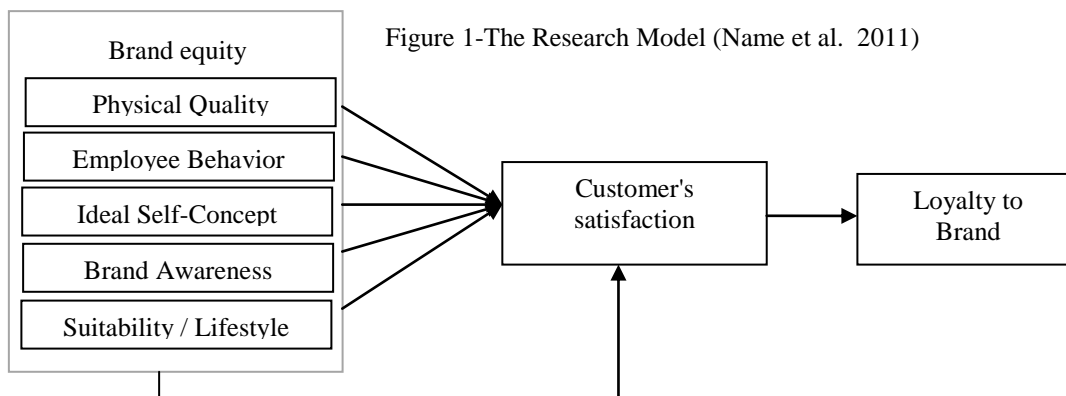 Figure 1-The Research Model (Name et al. 2011)
Brand equity
Physical Quality
Employee Behavior
Ideal Self-Concept
Brand Awareness
Suitability / Lifestyle
Customer's
satisfaction
Loyalty to
Brand